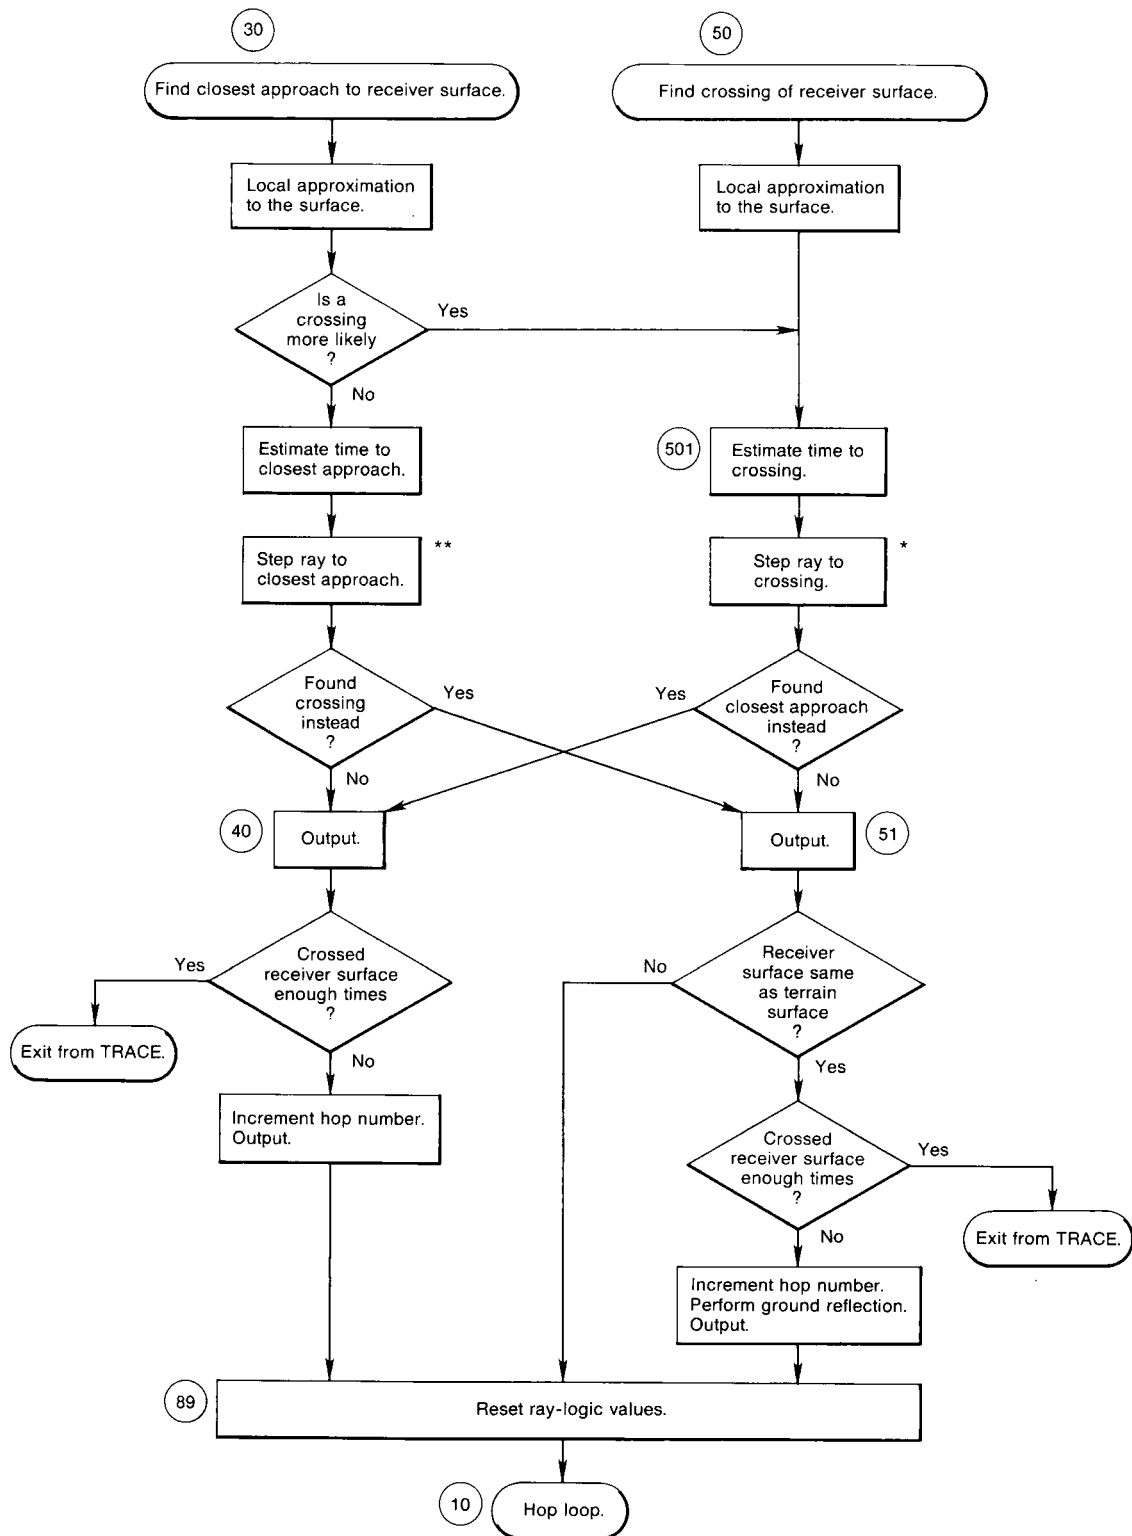 30
50
Find closest approach to receiver surface.
Find crossing of receiver surface.
Local approximation
to the surface.
Local approximation
to the surface.
Is a
crossing
more likely
?
Yes
No
Estimate time to
closest approach.
501
Estimate time to
crossing.
Step ray to
closest approach.
**
Step ray to
crossing.
*
Found
crossing
instead
?
Yes
No
Yes
Found
closest approach
instead
?
No
40
Output.
Output.
51
Yes
Crossed
receiver surface
enough times
?
No
Exit from TRACE.
No
Receiver
surface same
as terrain
surface
?
Yes
Increment hop number.
Output.
Crossed
receiver surface
enough times
?
Yes
No
Exit from TRACE.
Increment hop number.
Perform ground reflection.
Output.
89
Reset ray-logic values.
10
Hop loop.